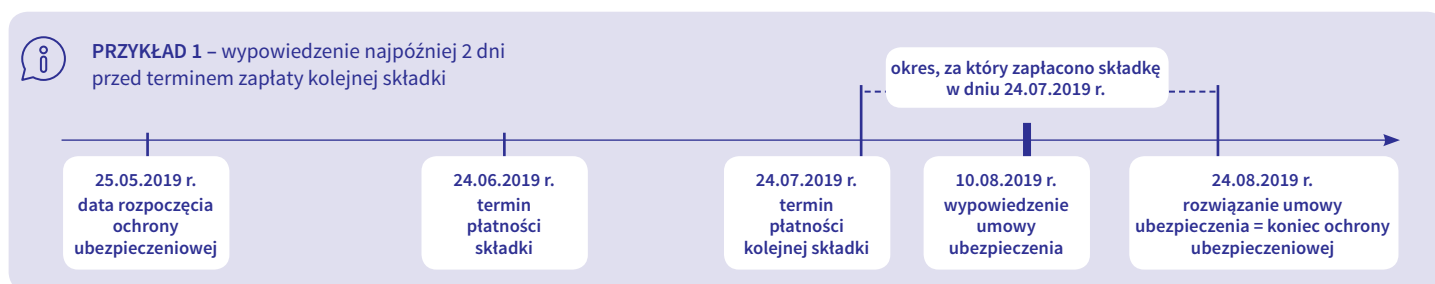 PRZYKŁAD 1 – wypowiedzenie najpóźniej 2 dni
przed terminem zapłaty kolejnej składki
okres, za który zapłacono składkę
w dniu 24.07.2019 r.
25.05.2019 r.
data rozpoczęcia
ochrony
ubezpieczeniowej
24.06.2019 r.
termin
płatności
składki
24.07.2019 r.
termin
płatności
kolejnej składki
10.08.2019 r.
wypowiedzenie
umowy
ubezpieczenia
24.08.2019 r.
rozwiązanie umowy
ubezpieczenia = koniec ochrony
ubezpieczeniowej